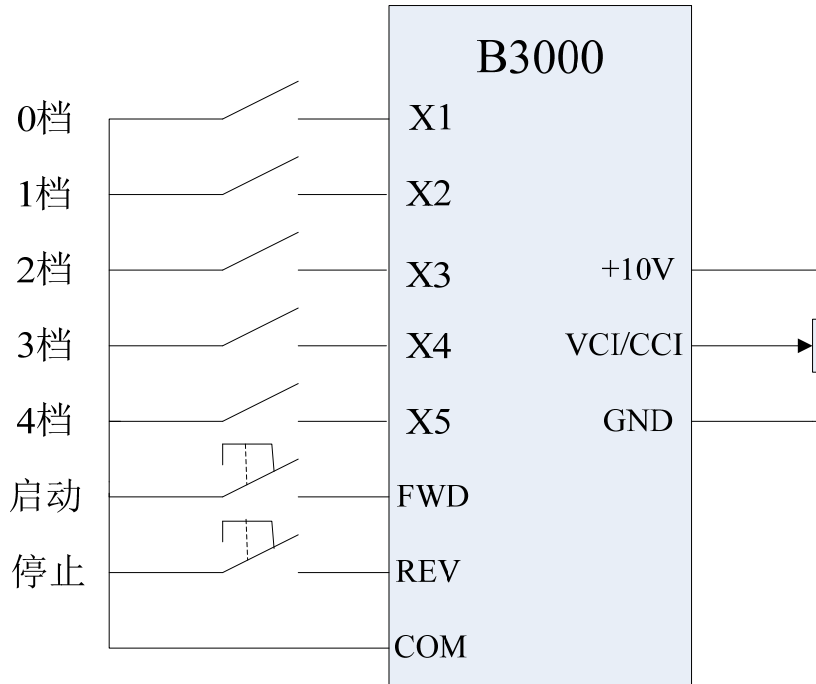 B3000
0档 X1
1档 X2
2档 X3 +10V
3档 X4 VCI/CCI
4档 X5 GND
启动 FWD
停止 REV
COM